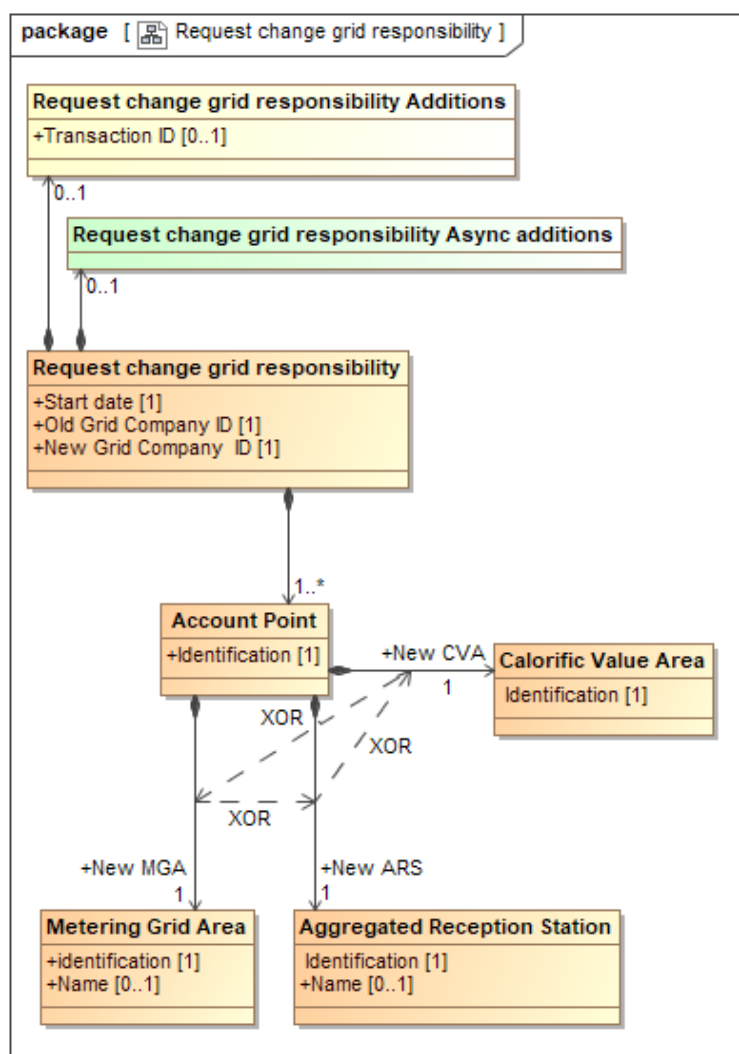 package [ Request change grid responsibility ]
Request change grid responsibility Additions
+Transaction ID [0..1]
0..1
Request change grid responsibility Async additions
0..1
Request change grid responsibility
+Start date [1]
+Old Grid Company ID [1]
+New Grid Company  ID [1]
1..*
Account Point
+Identification [1]
+New CVA
1
Calorific Value Area
Identification [1]
XOR
XOR
XOR
+New MGA
1
+New ARS
1
Metering Grid Area
+identification [1]
+Name [0..1]
Aggregated Reception Station
Identification [1]
+Name [0..1]